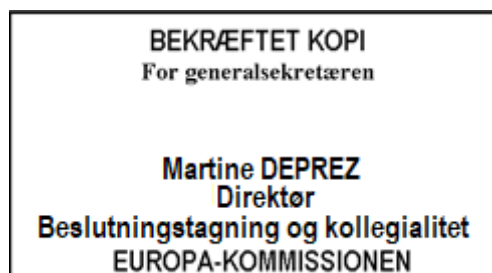 BEKRÆFTET KOPI
For generalsekretæren
Martine DEPREZ
Direktør
Beslutningstagning og kollegialitet
EUROPA-KOMMISSIONEN